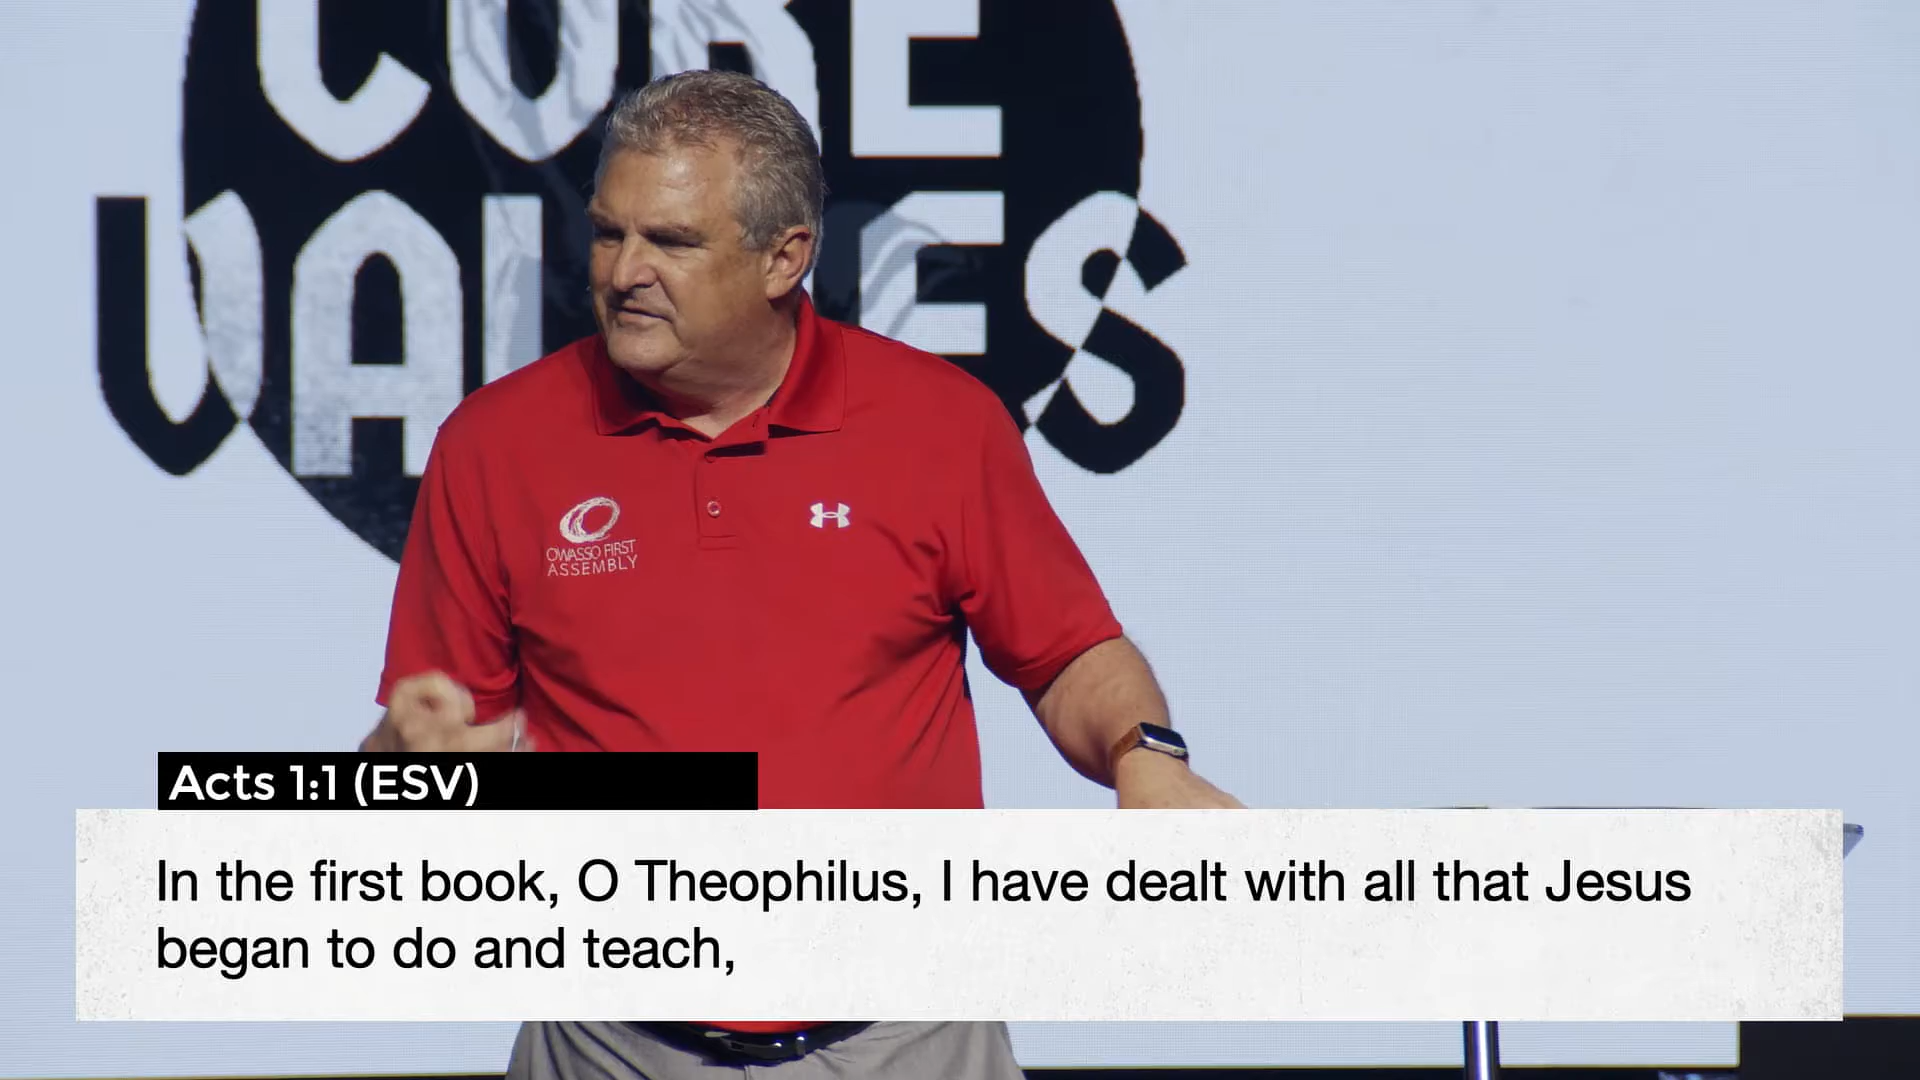 CORE
VALUES
OWASSO FIRST
ASSEMBLY
Acts 1:1 (ESV)
In the first book, O Theophilus, I have dealt with all that Jesus
began to do and teach,